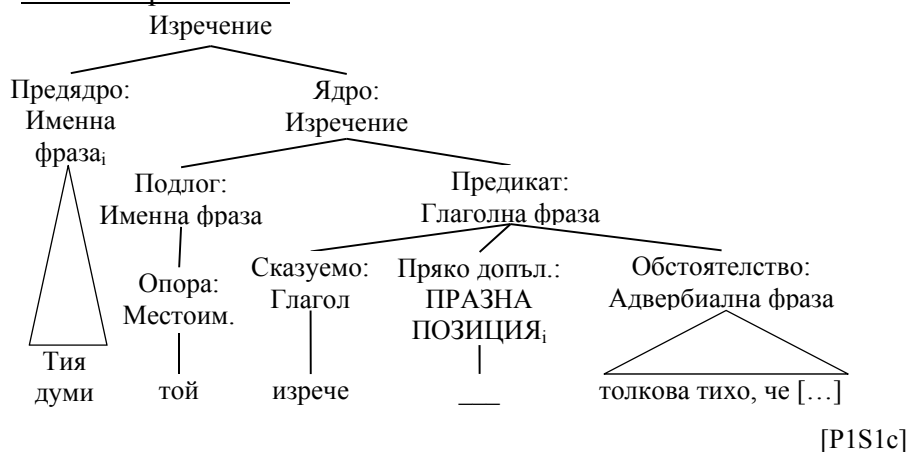 Изречение
Предядро:
Именна
фразаi
Ядро:
Изречение
Подлог:
Именна фраза
Предикат:
Глаголна фраза
Опора:
Местоим.
Сказуемо:
Глагол
Пряко допъл.:
ПРАЗНА
ПОЗИЦИЯi
Обстоятелство:
Адвербиална фраза
Тия
думи
той
изрече
___
толкова тихо, че […]
[P1S1c]